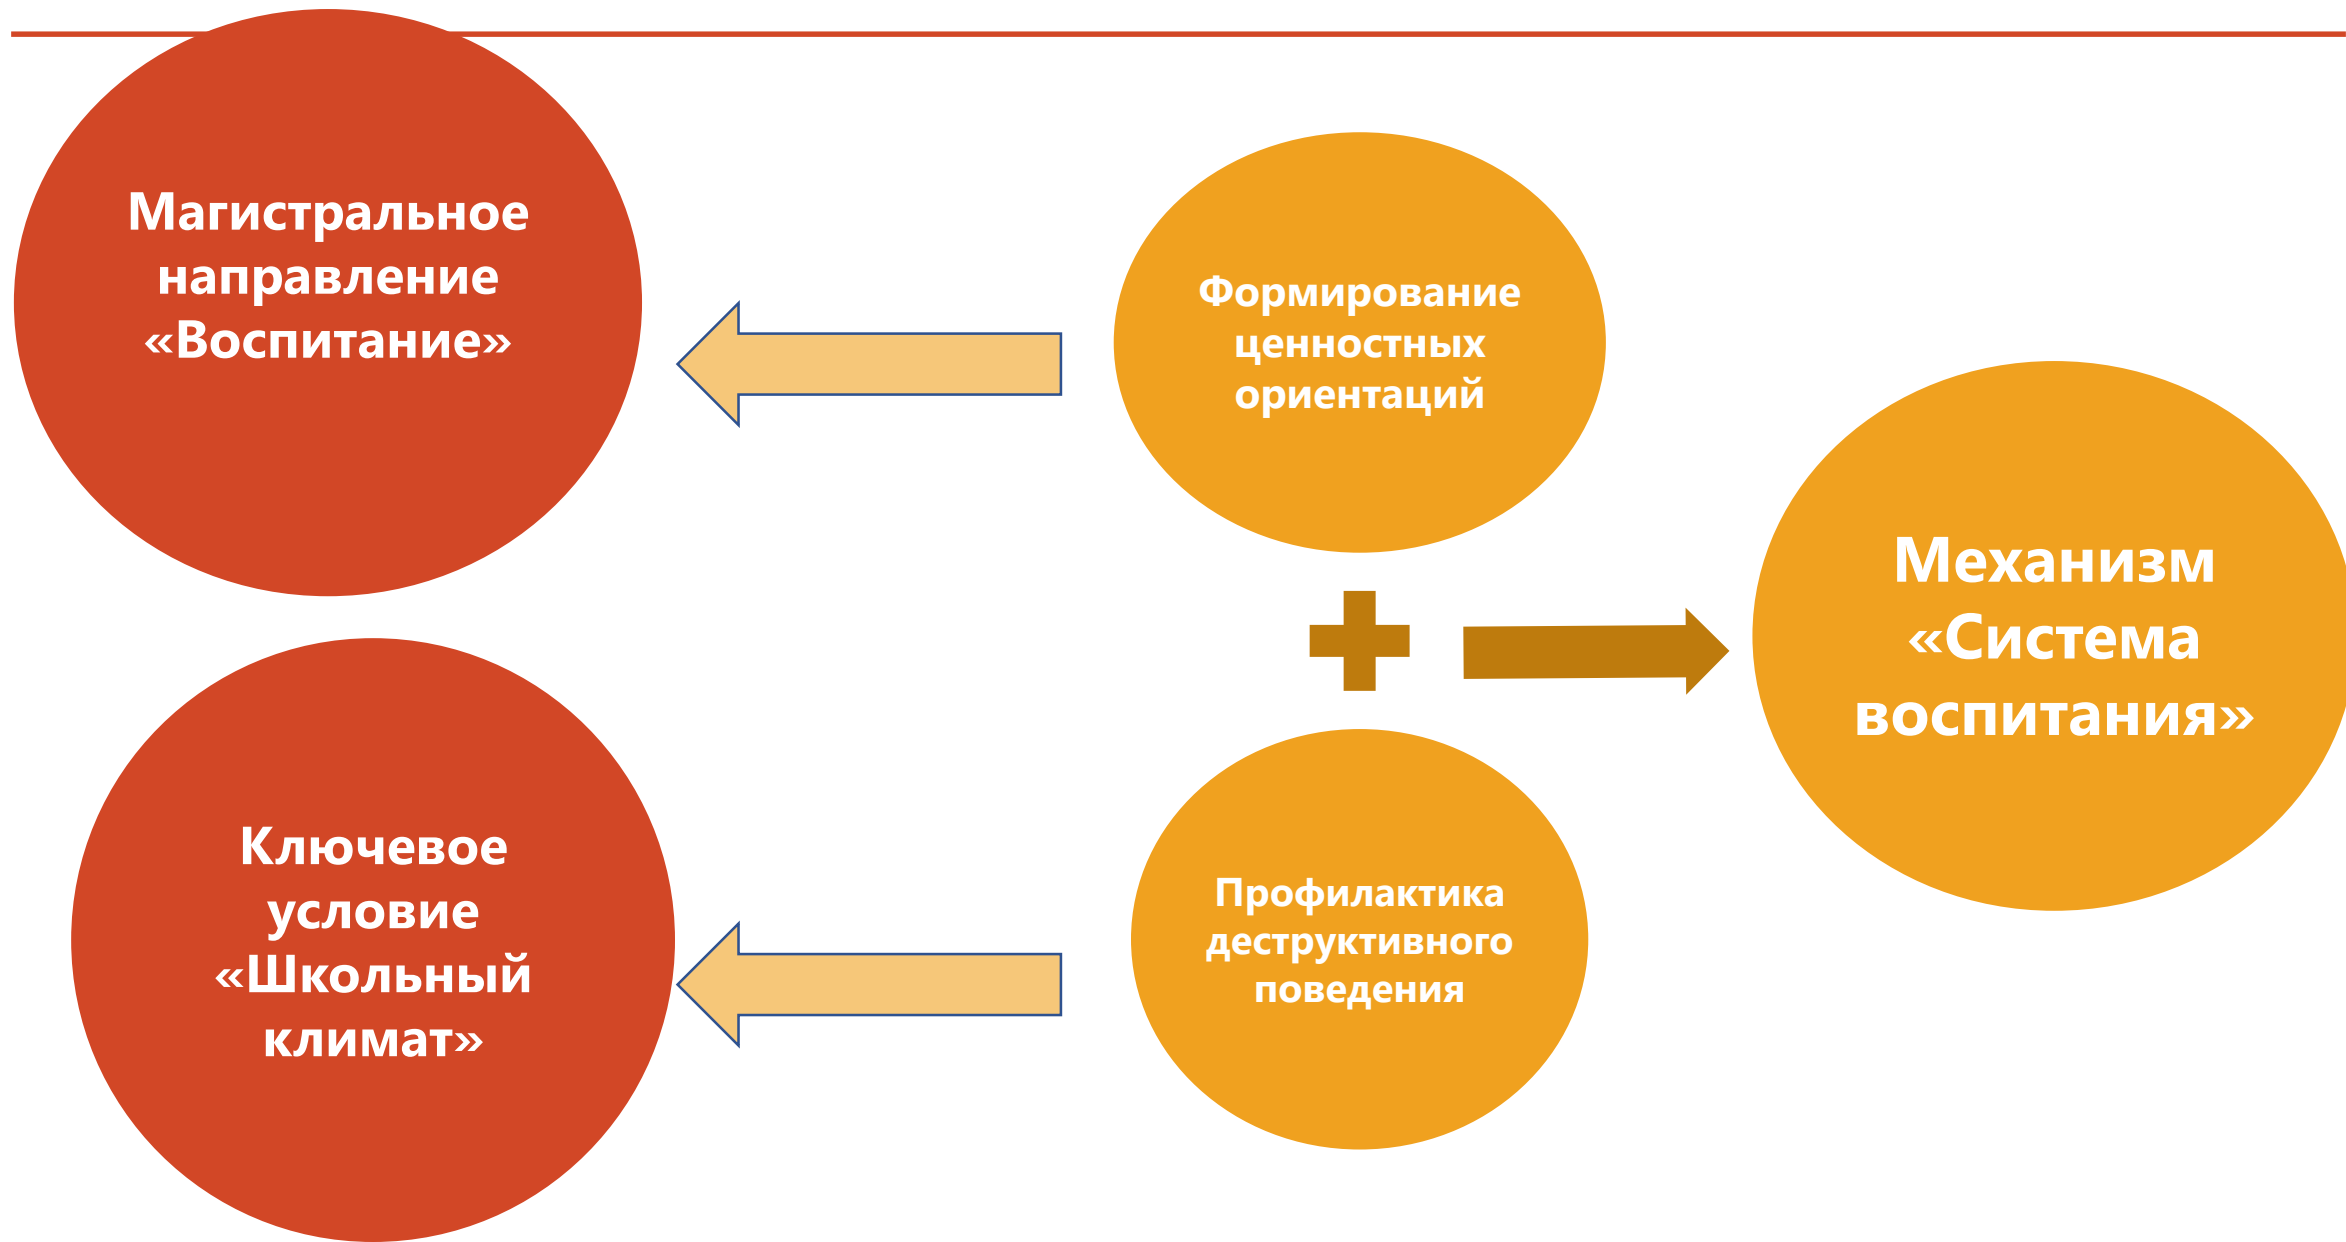 Магистральное
направление
«Воспитание»
Формирование
ценностных
ориентаций
Механизм
«Система
воспитания»
Ключевое
условие
«Школьный
климат»
Профилактика
деструктивного
поведения